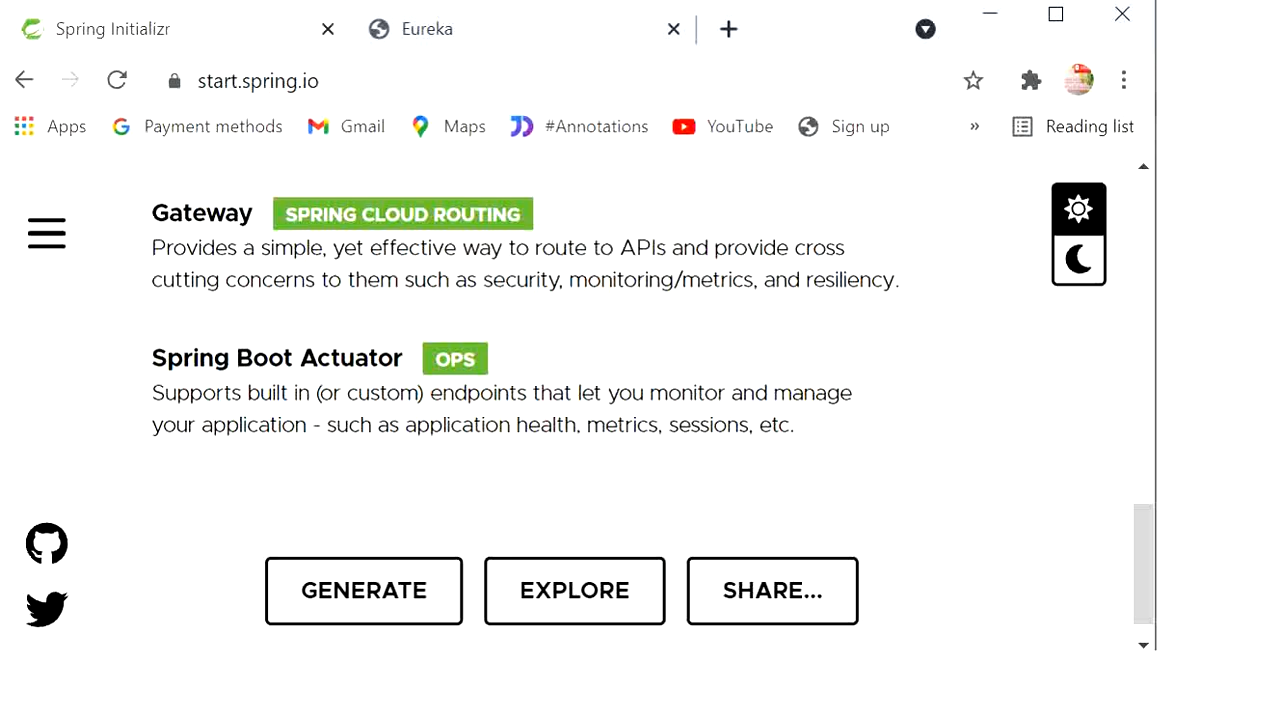 Spring Initializr
Eureka
start.spring.io
Apps
Payment methods
Gmail
Maps
#Annotations
YouTube
Sign up
»
Reading list
Gateway SPRING CLOUD ROUTING
Provides a simple, yet effective way to route to APIs and provide cross
cutting concerns to them such as security, monitoring/metrics, and resiliency.
Spring Boot Actuator OPS
Supports built in (or custom) endpoints that let you monitor and manage
your application - such as application health, metrics, sessions, etc.
GENERATE
EXPLORE
SHARE...